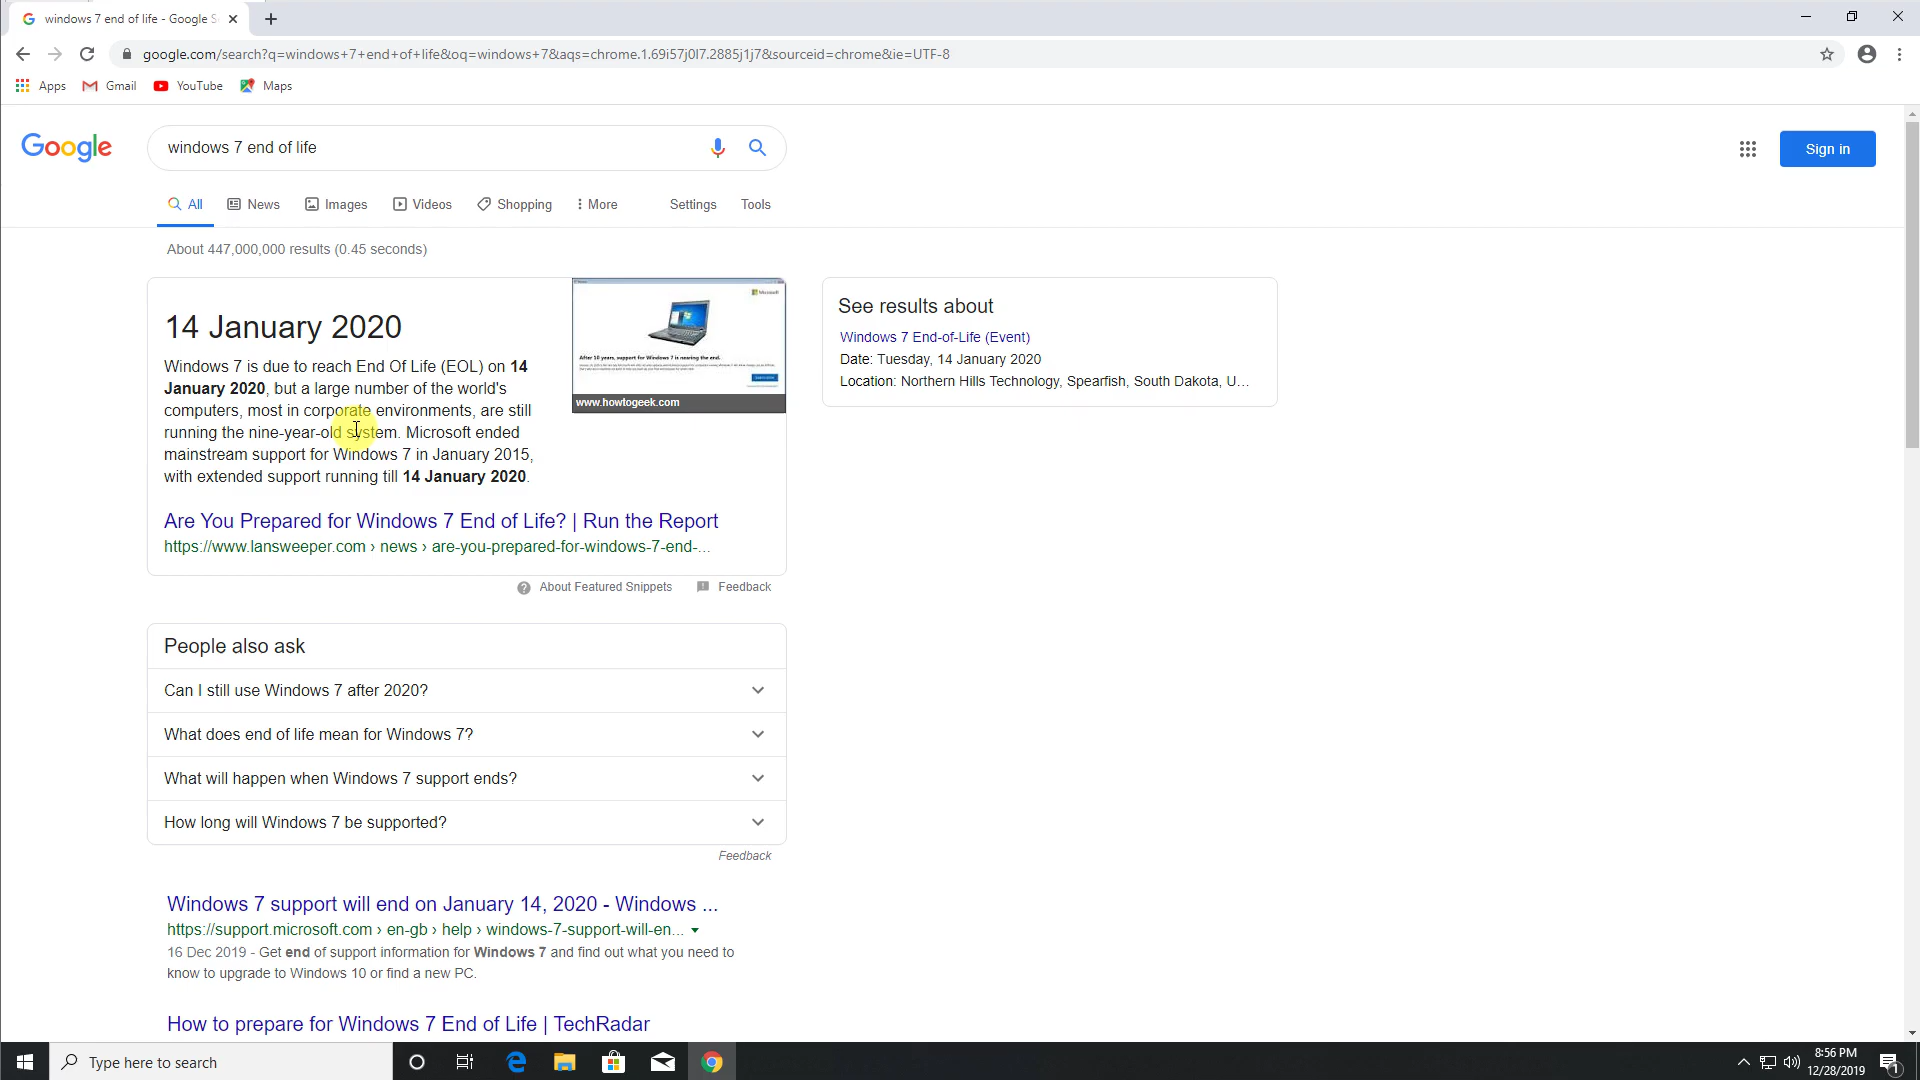 windows 7 end of life - Google S
google.com/search?q=windows+7+end+of+life&oq=windows+7&aqs=chrome.1.69i57j0l7.2885j1j7&sourceid=chrome&ie=UTF-8
Apps Gmail YouTube Maps
Google
windows 7 end of life
Sign in
All News Images Videos Shopping More Settings Tools
About 447,000,000 results (0.45 seconds)
14 January 2020
Windows 7 is due to reach End Of Life (EOL) on 14
January 2020, but a large number of the world's
computers, most in corporate environments, are still
running the nine-year-old system. Microsoft ended
mainstream support for Windows 7 in January 2015,
with extended support running till 14 January 2020.
Microsoft
After 10 years, support for Windows 7 is nearing the end.
www.howtogeek.com
Are You Prepared for Windows 7 End of Life? | Run the Report
https://www.lansweeper.com › news › are-you-prepared-for-windows-7-end-...
About Featured Snippets Feedback
See results about
Windows 7 End-of-Life (Event)
Date: Tuesday, 14 January 2020
Location: Northern Hills Technology, Spearfish, South Dakota, U...
People also ask
Can I still use Windows 7 after 2020?
What does end of life mean for Windows 7?
What will happen when Windows 7 support ends?
How long will Windows 7 be supported?
Feedback
Windows 7 support will end on January 14, 2020 - Windows ...
https://support.microsoft.com › en-gb › help › windows-7-support-will-en...
16 Dec 2019 - Get end of support information for Windows 7 and find out what you need to
know to upgrade to Windows 10 or find a new PC.
How to prepare for Windows 7 End of Life | TechRadar
Type here to search
8:56 PM
12/28/2019
1